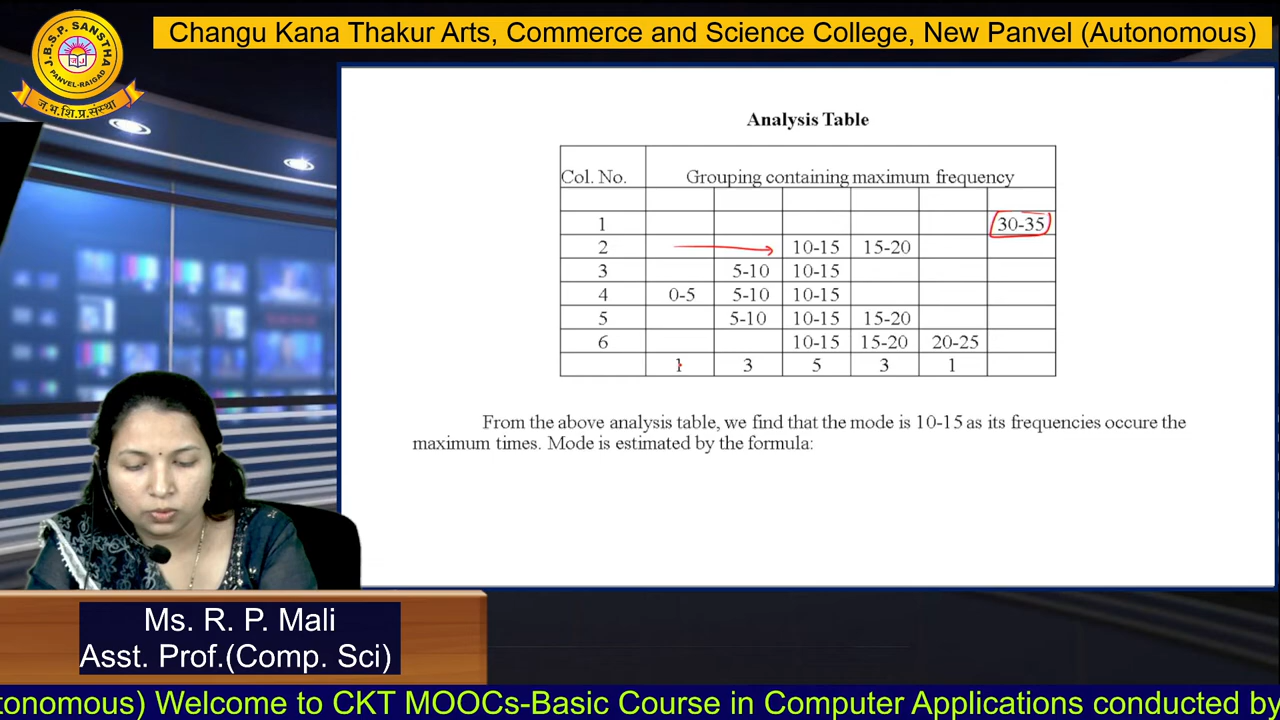 Changu Kana Thakur Arts, Commerce and Science College, New Panvel (Autonomous)
J.B.S.P. SANSTHA
PANVEL-RAIGAD
ज.भ.शि.प्र.संस्था
Analysis Table
Col. No. Grouping containing maximum frequency
1 30-35
2 10-15 15-20
3 5-10 10-15
4 0-5 5-10 10-15
5 5-10 10-15 15-20
6 10-15 15-20 20-25
1 3 5 3 1
From the above analysis table, we find that the mode is 10-15 as its frequencies occure the
maximum times. Mode is estimated by the formula:
Ms. R. P. Mali
Asst. Prof.(Comp. Sci)
tonomous) Welcome to CKT MOOCs-Basic Course in Computer Applications conducted by